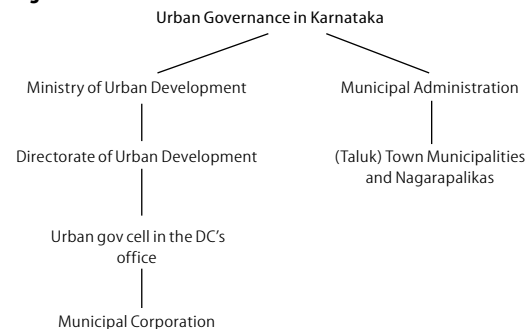 Urban Governance in Karnataka
Ministry of Urban Development
Municipal Administration
Directorate of Urban Development
(Taluk) Town Municipalities
and Nagarapalikas
Urban gov cell in the DC's
office
Municipal Corporation